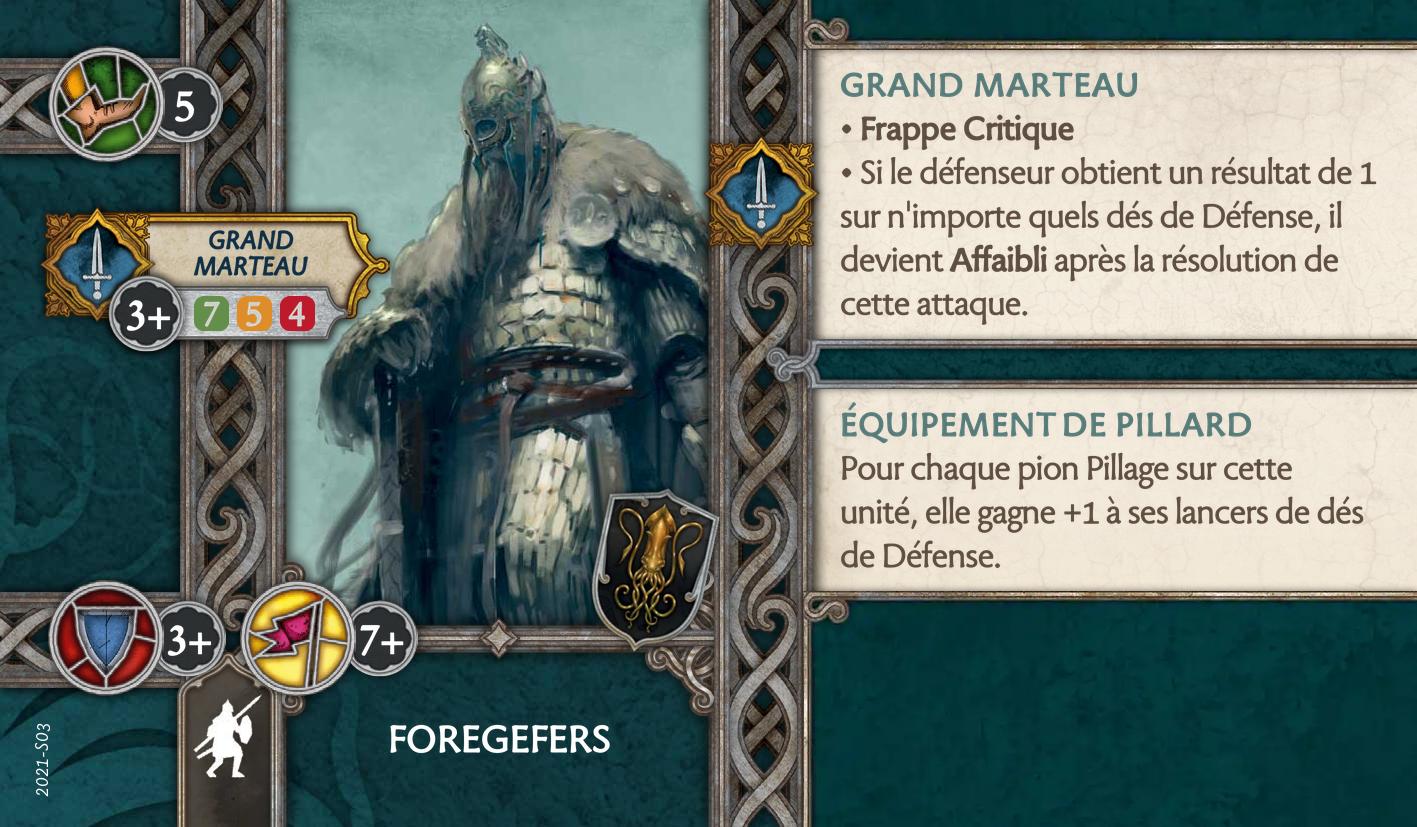 5
GRAND
MARTEAU
3+ 7 5 4
3+ 7+
FOREGEFERS
2021-S03
GRAND MARTEAU
• Frappe Critique
• Si le défenseur obtient un résultat de 1
sur n'importe quels dés de Défense, il
devient Affaibli après la résolution de
cette attaque.
ÉQUIPEMENT DE PILLARD
Pour chaque pion Pillage sur cette
unité, elle gagne +1 à ses lancers de dés
de Défense.